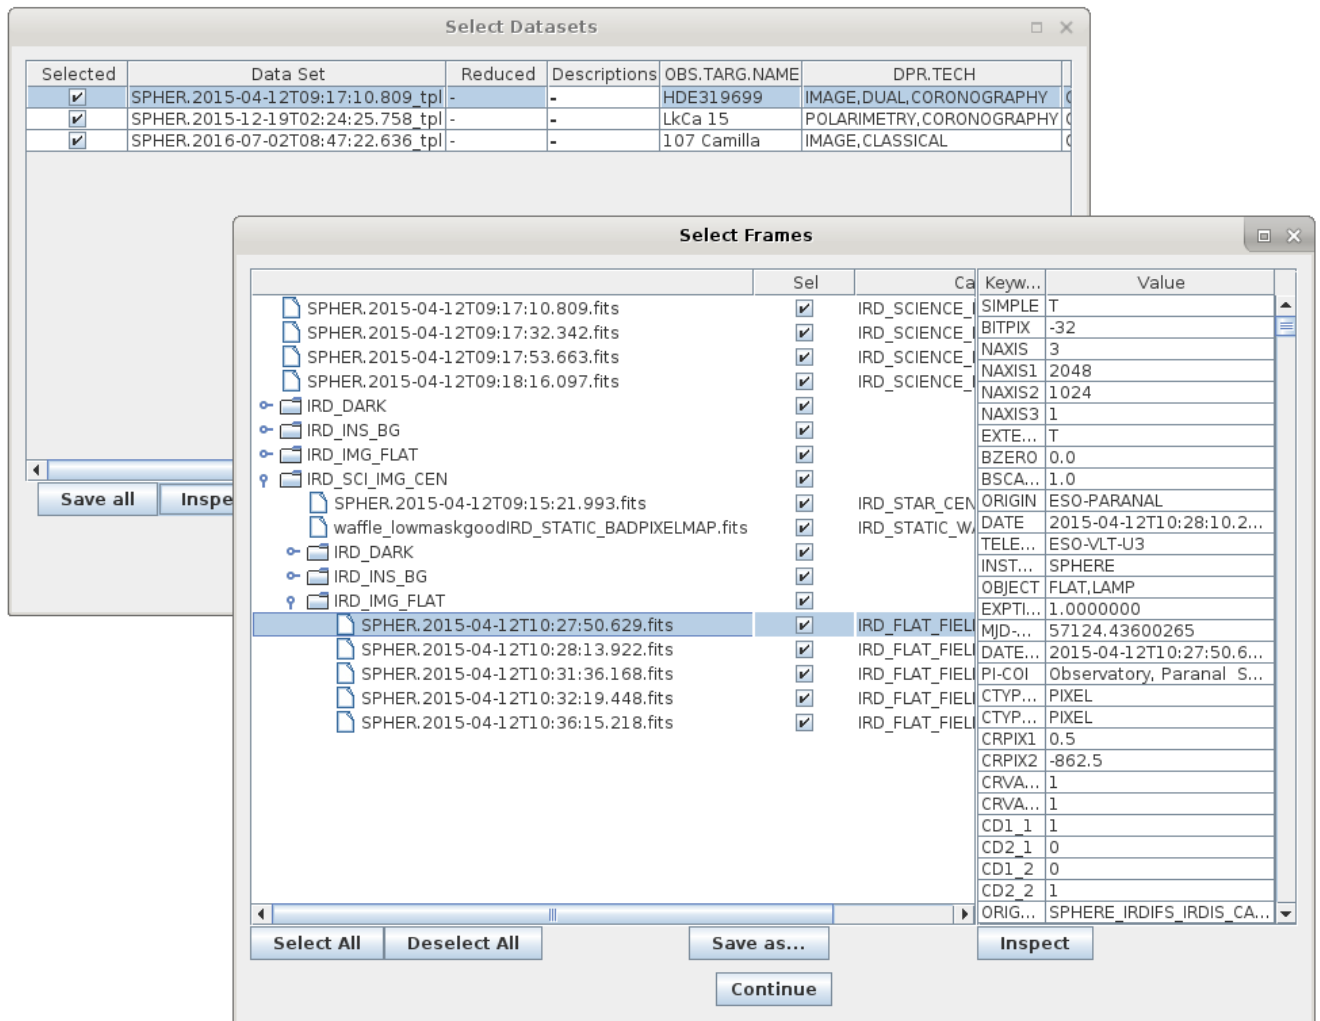 Select Datasets
Selected Data Set Reduced Descriptions OBS.TARG.NAME DPR.TECH
SPHER.2015-04-12T09:17:10.809_tpl - - HDE319699 IMAGE,DUAL,CORONOGRAPHY
SPHER.2015-12-19T02:24:25.758_tpl - - LkCa 15 POLARIMETRY,CORONOGRAPHY
SPHER.2016-07-02T08:47:22.636_tpl - - 107 Camilla IMAGE,CLASSICAL
Save all Inspe
Select Frames
Sel Ca
SPHER.2015-04-12T09:17:10.809.fits IRD_SCIENCE_
SPHER.2015-04-12T09:17:32.342.fits IRD_SCIENCE_
SPHER.2015-04-12T09:17:53.663.fits IRD_SCIENCE_
SPHER.2015-04-12T09:18:16.097.fits IRD_SCIENCE_
IRD_DARK
IRD_INS_BG
IRD_IMG_FLAT
IRD_SCI_IMG_CEN
SPHER.2015-04-12T09:15:21.993.fits IRD_STAR_CEN
waffle_lowmaskgoodIRD_STATIC_BADPIXELMAP.fits IRD_STATIC_WA
IRD_DARK
IRD_INS_BG
IRD_IMG_FLAT
SPHER.2015-04-12T10:27:50.629.fits IRD_FLAT_FIEL
SPHER.2015-04-12T10:28:13.922.fits IRD_FLAT_FIEL
SPHER.2015-04-12T10:31:36.168.fits IRD_FLAT_FIEL
SPHER.2015-04-12T10:32:19.448.fits IRD_FLAT_FIEL
SPHER.2015-04-12T10:36:15.218.fits IRD_FLAT_FIEL
Keyw... Value
SIMPLE T
BITPIX -32
NAXIS 3
NAXIS1 2048
NAXIS2 1024
NAXIS3 1
EXTE... T
BZERO 0.0
BSCA... 1.0
ORIGIN ESO-PARANAL
DATE 2015-04-12T10:28:10.2...
TELE... ESO-VLT-U3
INST... SPHERE
OBJECT FLAT,LAMP
EXPTI... 1.0000000
MJD-... 57124.43600265
DATE... 2015-04-12T10:27:50.6...
PI-COI Observatory, Paranal S...
CTYP... PIXEL
CTYP... PIXEL
CRPIX1 0.5
CRPIX2 -862.5
CRVA... 1
CRVA... 1
CD1_1 1
CD2_1 0
CD1_2 0
CD2_2 1
ORIG... SPHERE_IRDIFS_IRDIS_CA...
Select All Deselect All Save as... Inspect
Continue